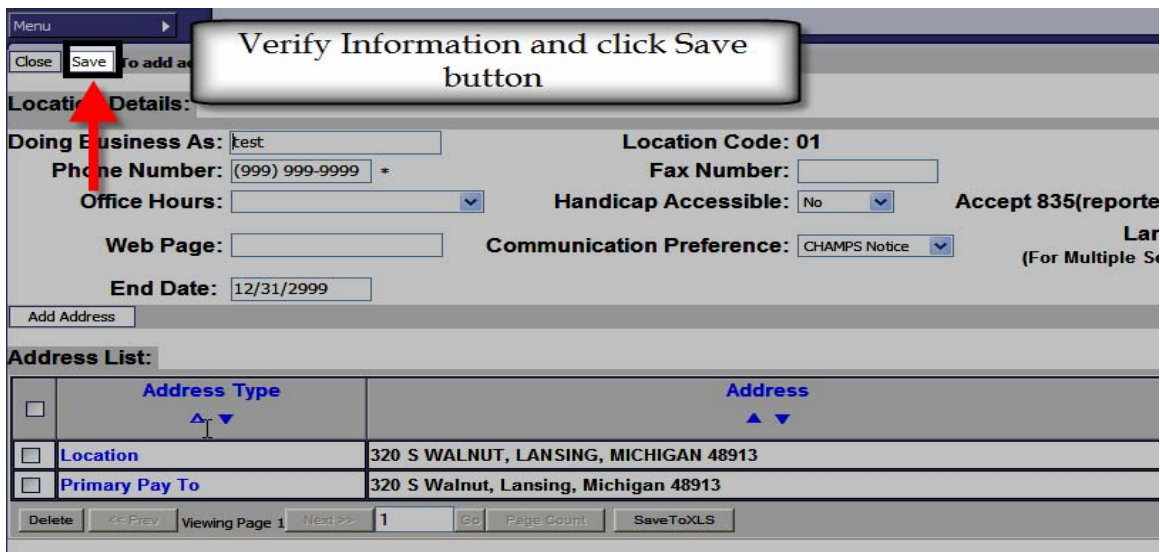 Menu
Verify Information and click Save
button
Close Save To add a
Location Details:
Doing Business As: test Location Code: 01
Phone Number: (999) 999-9999 * Fax Number:
Office Hours: Handicap Accessible: No Accept 835(reporte
Web Page: Communication Preference: CHAMPS Notice Lan
(For Multiple Se
End Date: 12/31/2999
Add Address
Address List:
Address Type Address
Location 320 S WALNUT, LANSING, MICHIGAN 48913
Primary Pay To 320 S Walnut, Lansing, Michigan 48913
Delete << Prev Viewing Page 1 Next >> 1 Go Page Count SaveToXLS